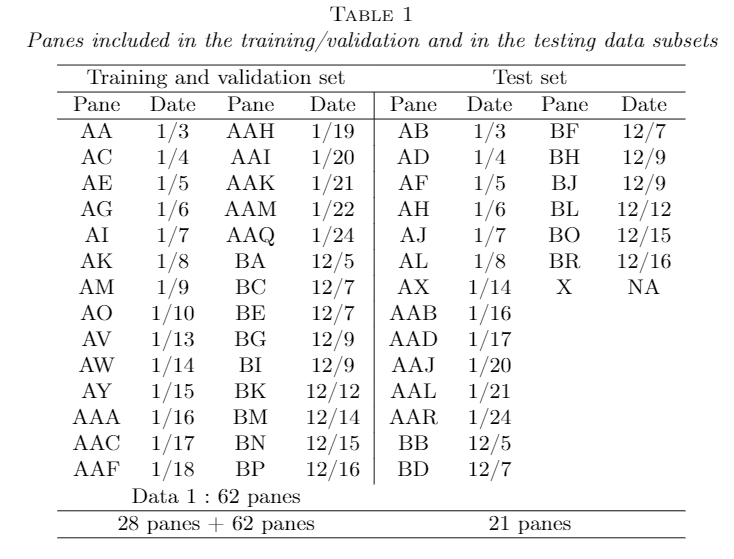 TABLE 1
Panes included in the training/validation and in the testing data subsets
Training and validation set Test set
Pane Date Pane Date Pane Date Pane Date
AA 1/3 AAH 1/19 AB 1/3 BF 12/7
AC 1/4 AAI 1/20 AD 1/4 BH 12/9
AE 1/5 AAK 1/21 AF 1/5 BJ 12/9
AG 1/6 AAM 1/22 AH 1/6 BL 12/12
AI 1/7 AAQ 1/24 AJ 1/7 BO 12/15
AK 1/8 BA 12/5 AL 1/8 BR 12/16
AM 1/9 BC 12/7 AX 1/14 X NA
AO 1/10 BE 12/7 AAB 1/16
AV 1/13 BG 12/9 AAD 1/17
AW 1/14 BI 12/9 AAJ 1/20
AY 1/15 BK 12/12 AAL 1/21
AAA 1/16 BM 12/14 AAR 1/24
AAC 1/17 BN 12/15 BB 12/5
AAF 1/18 BP 12/16 BD 12/7
Data 1 : 62 panes
28 panes + 62 panes 21 panes